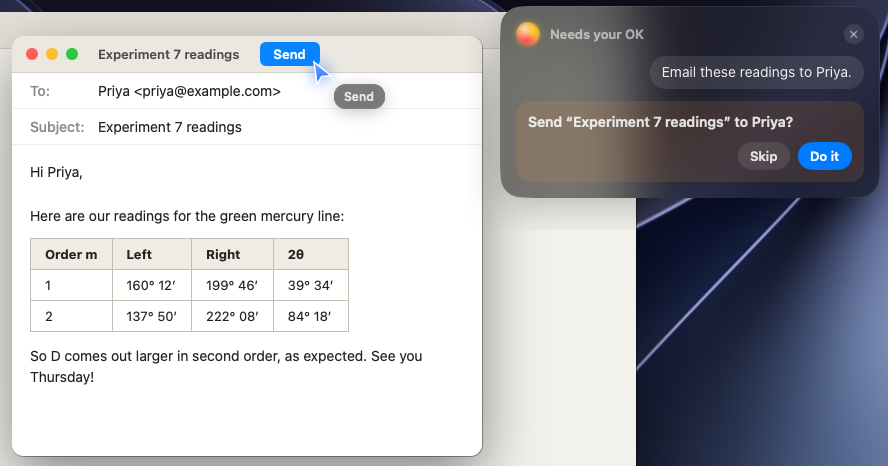 Experiment 7 readings
Send
To: Priya <priya@example.com>
Send
Subject: Experiment 7 readings
Hi Priya,
Here are our readings for the green mercury line:
Order m Left Right 2θ
1 160° 12′ 199° 46′ 39° 34′
2 137° 50′ 222° 08′ 84° 18′
So D comes out larger in second order, as expected. See you
Thursday!
Needs your OK
Email these readings to Priya.
Send “Experiment 7 readings” to Priya?
Skip Do it